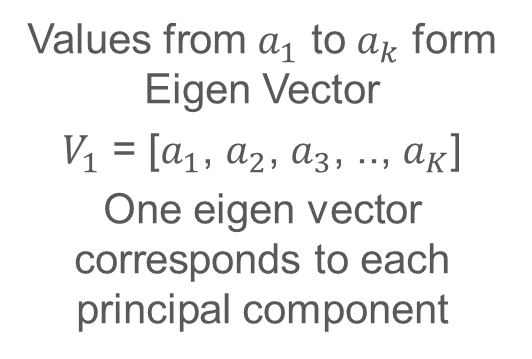 Values from a₁ to aₖ form
Eigen Vector
V₁ = [a₁, a₂, a₃, .., a_K]
One eigen vector
corresponds to each
principal component